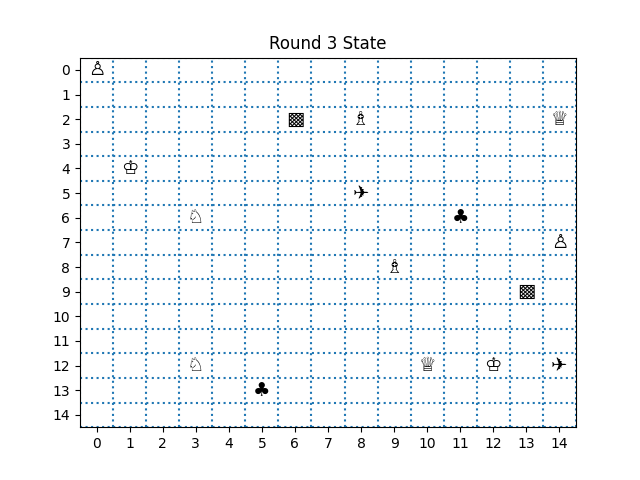 Round 3 State
0 ♙
1
2 ▩ ♗ ♕
3
4 ♔
5 ✈
6 ♘ ♣
7 ♙
8 ♗
9 ▩
10
11
12 ♘ ♕ ♔ ✈
13 ♣
14
0 1 2 3 4 5 6 7 8 9 10 11 12 13 14